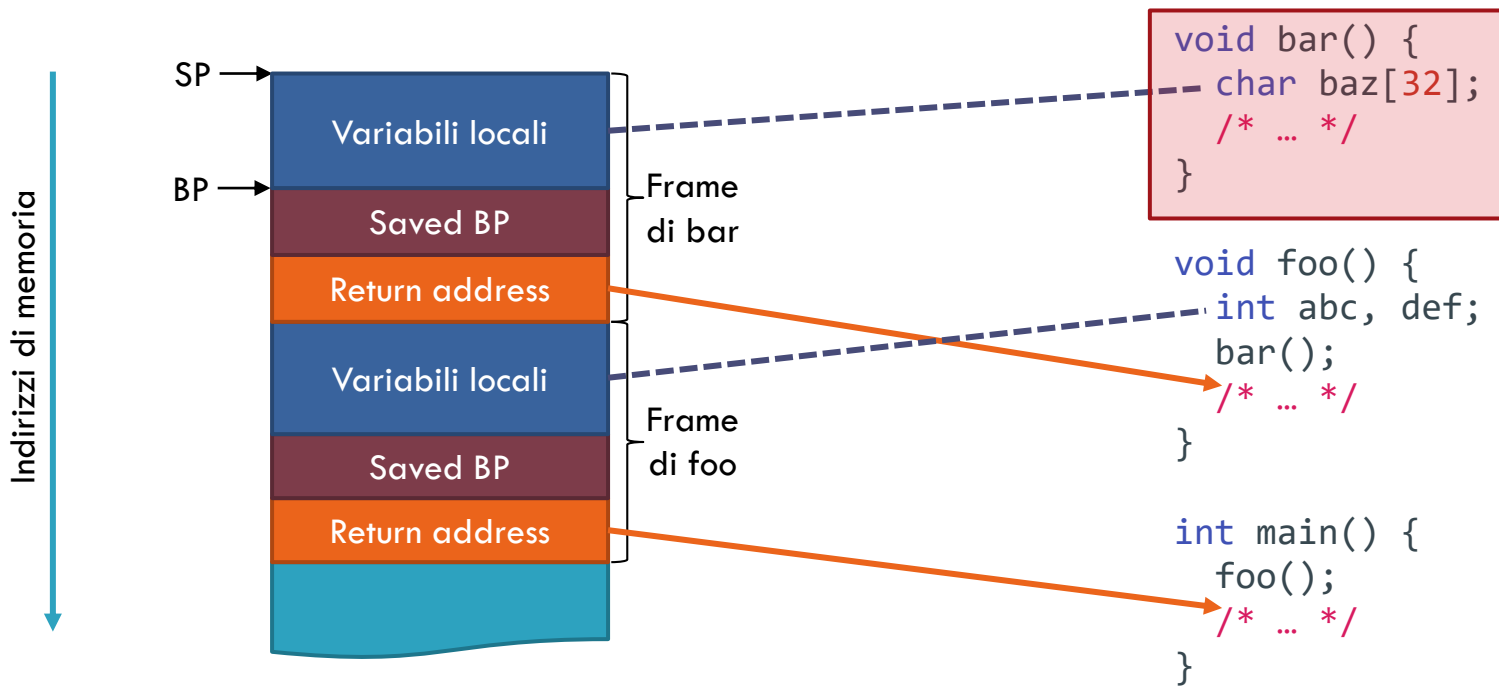 Indirizzi di memoria
SP
BP
Variabili locali
Saved BP
Return address
Variabili locali
Saved BP
Return address
Frame
di bar
Frame
di foo
void bar() {
  char baz[32];
  /* … */
}
void foo() {
  int abc, def;
  bar();
  /* … */
}
int main() {
  foo();
  /* … */
}